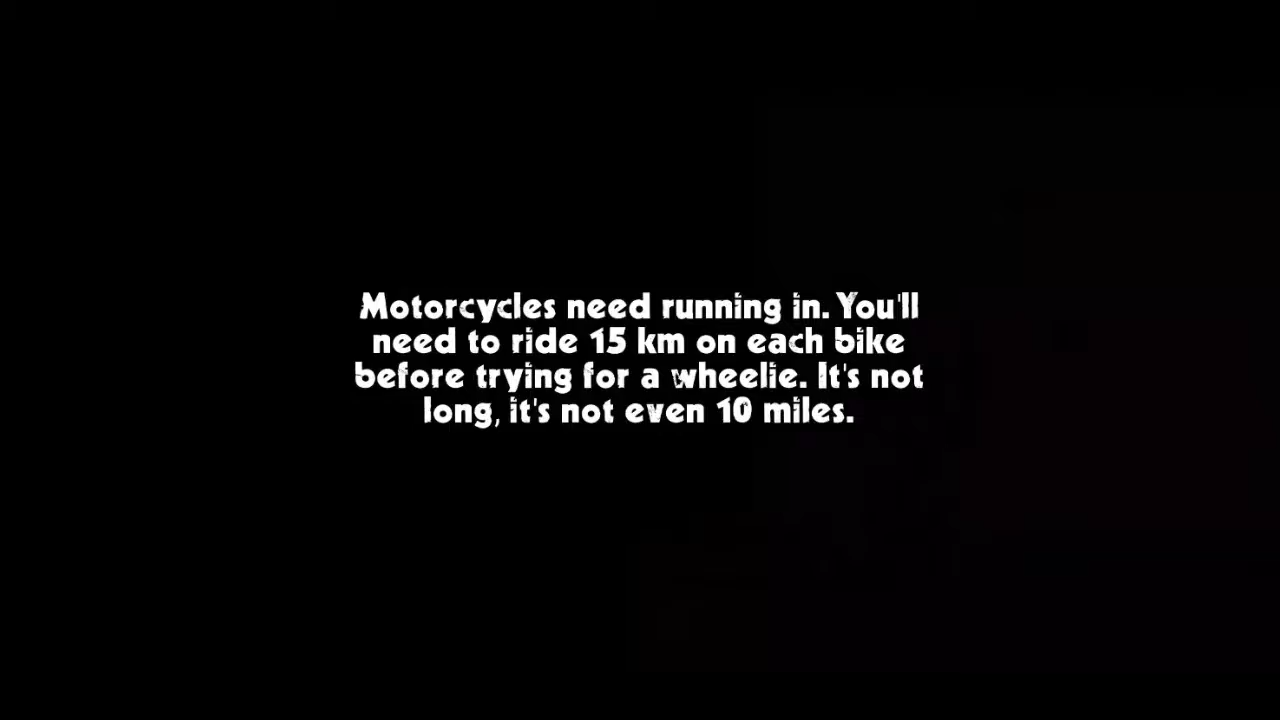 Motorcycles need running in. You'll
need to ride 15 km on each bike
before trying for a wheelie. It's not
long, it's not even 10 miles.